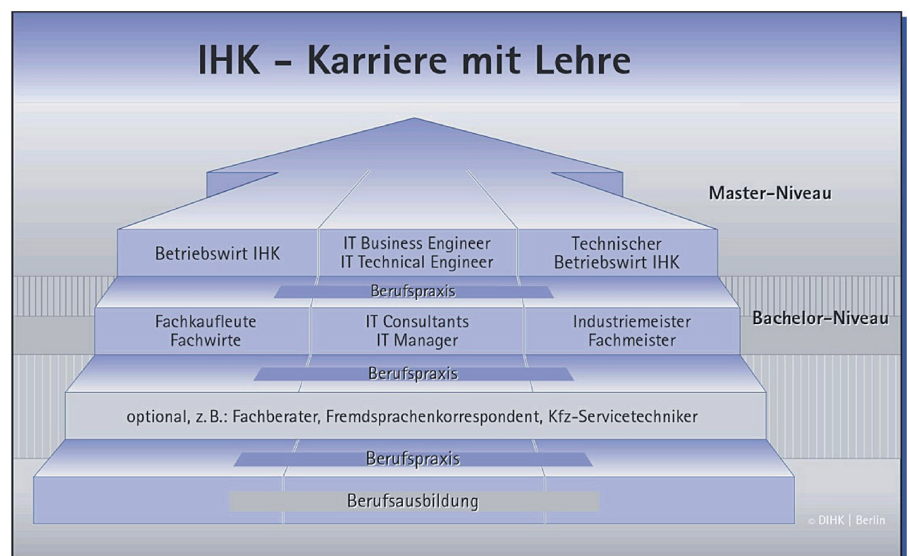 IHK - Karriere mit Lehre
Master-Niveau
Betriebswirt IHK
IT Business Engineer
IT Technical Engineer
Technischer
Betriebswirt IHK
Berufspraxis
Bachelor-Niveau
Fachkaufleute
Fachwirte
IT Consultants
IT Manager
Industriemeister
Fachmeister
Berufspraxis
optional, z.B.: Fachberater, Fremdsprachenkorrespondent, Kfz-Servicetechniker
Berufspraxis
Berufsausbildung
© DIHK | Berlin